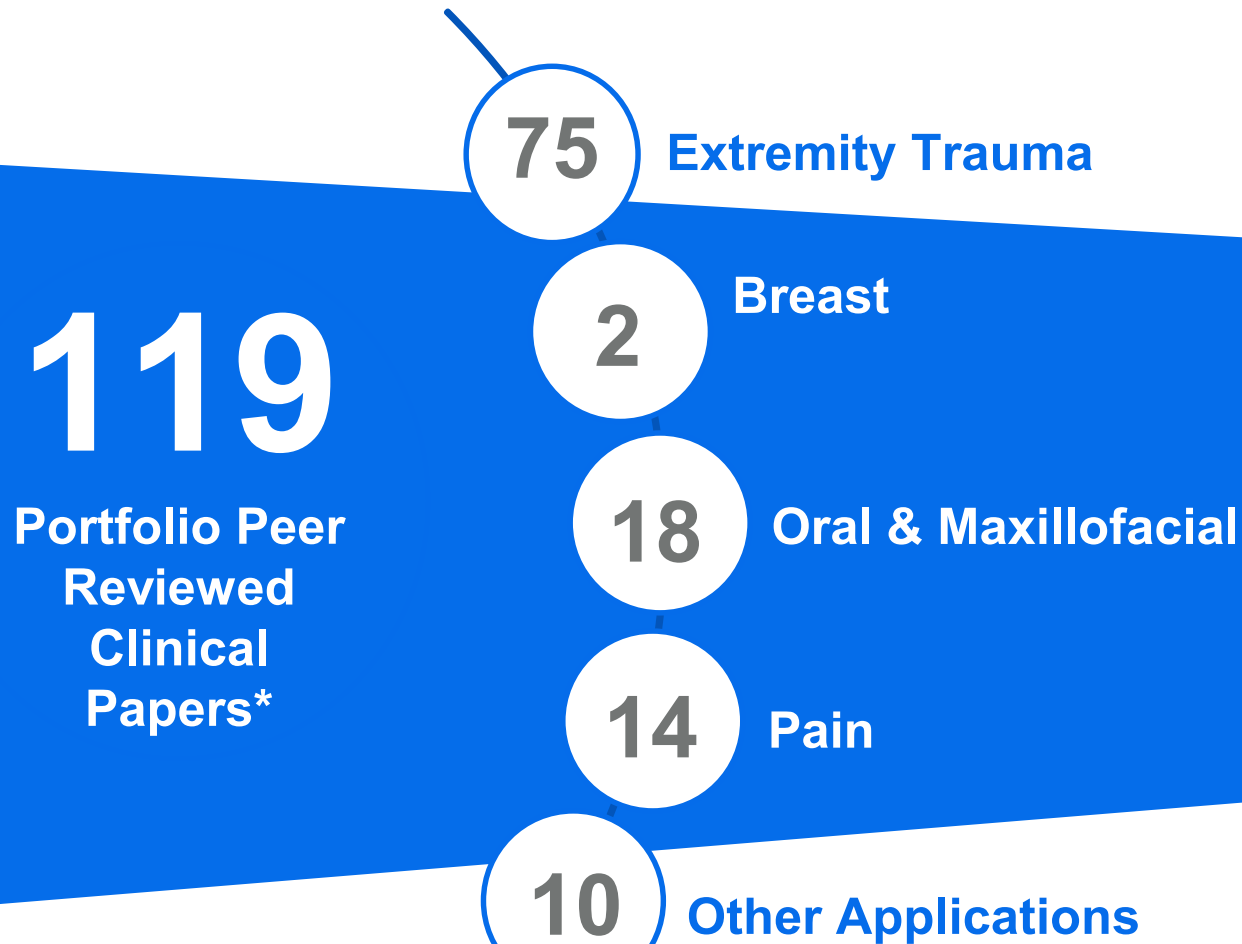 75
Extremity Trauma
2
Breast
119
Portfolio Peer
Reviewed
Clinical
Papers*
18
Oral & Maxillofacial
14
Pain
10
Other Applications